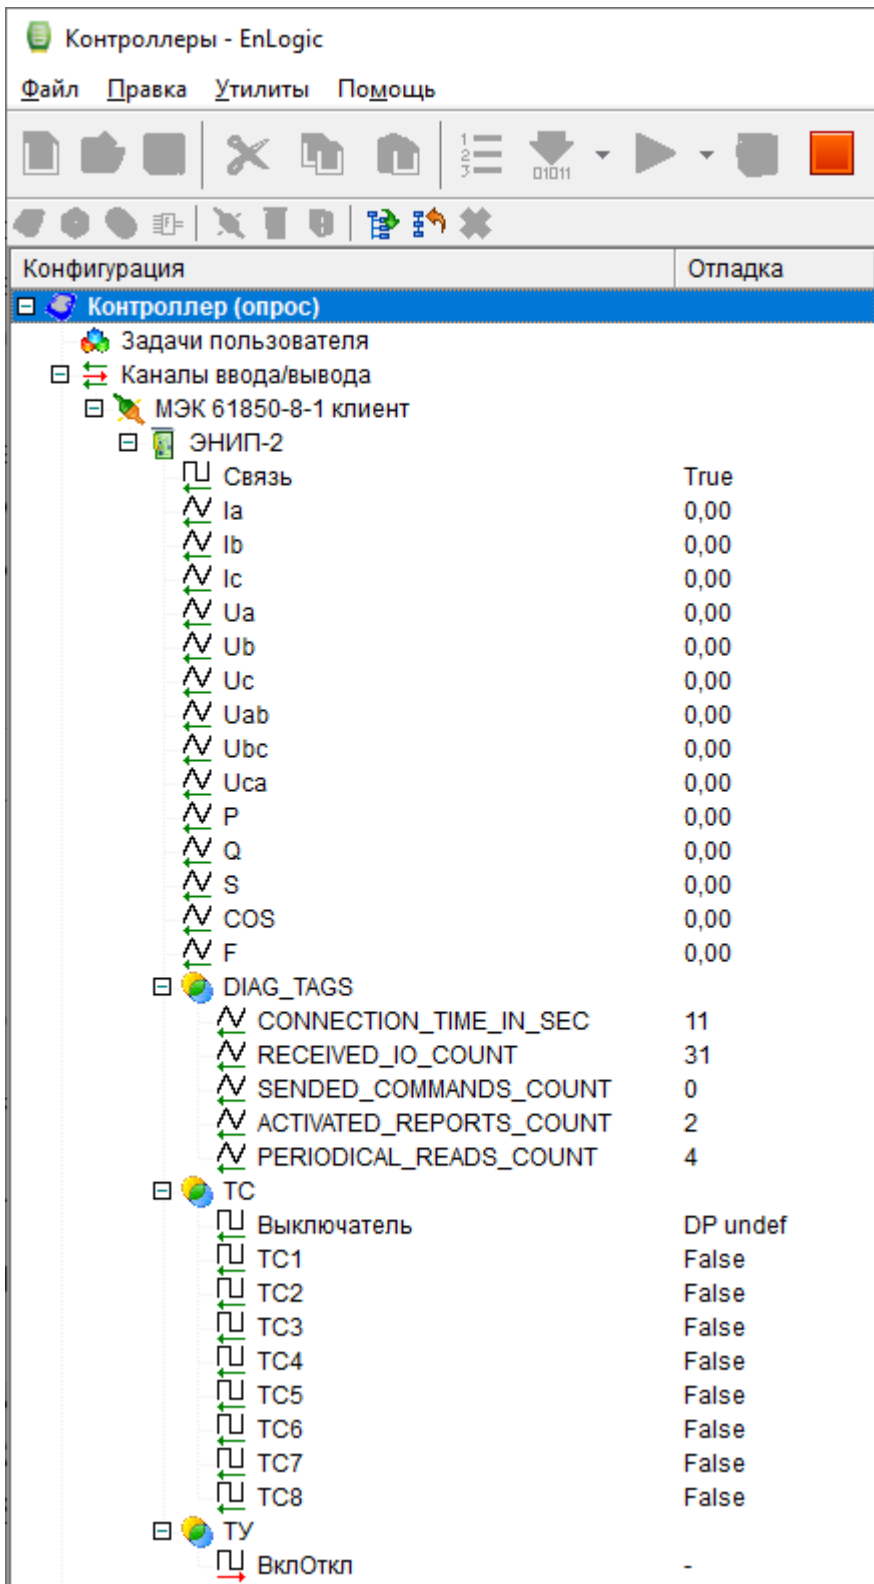 Контроллеры - EnLogic
Файл Правка Утилиты Помощь
1 2 3 01011
Конфигурация Отладка
Контроллер (опрос)
Задачи пользователя
Каналы ввода/вывода
МЭК 61850-8-1 клиент
ЭНИП-2
Связь True
Ia 0,00
Ib 0,00
Ic 0,00
Ua 0,00
Ub 0,00
Uc 0,00
Uab 0,00
Ubc 0,00
Uca 0,00
P 0,00
Q 0,00
S 0,00
COS 0,00
F 0,00
DIAG_TAGS
CONNECTION_TIME_IN_SEC 11
RECEIVED_IO_COUNT 31
SENDED_COMMANDS_COUNT 0
ACTIVATED_REPORTS_COUNT 2
PERIODICAL_READS_COUNT 4
ТС
Выключатель DP undef
ТС1 False
ТС2 False
ТС3 False
ТС4 False
ТС5 False
ТС6 False
ТС7 False
ТС8 False
ТУ
ВклОткл -